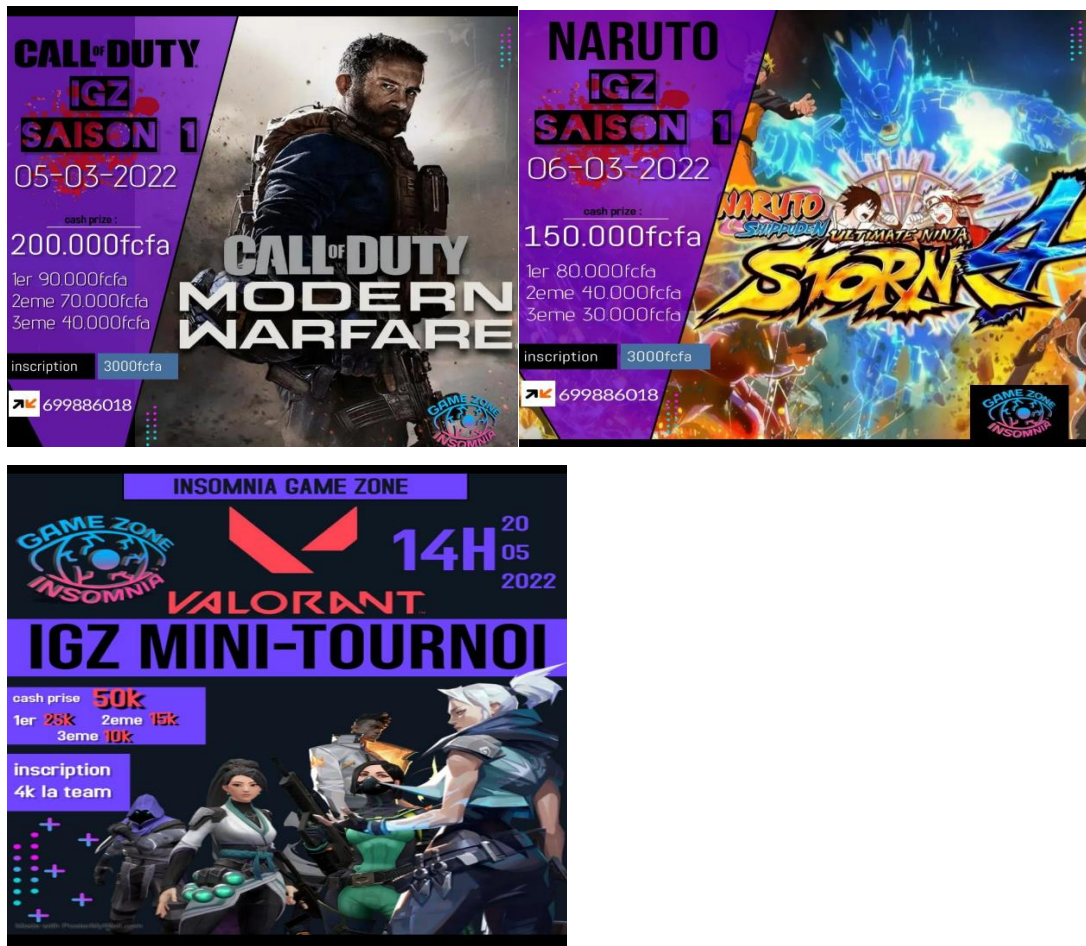 CALL OF DUTY
IGZ
SAISON 1
05-03-2022
cash prize :
200.000fcfa
1er 90.000fcfa
2eme 70.000fcfa
3eme 40.000fcfa
inscription 3000fcfa
699886018
CALL OF DUTY
MODERN
WARFARE
GAME ZONE
INSOMNIA
NARUTO
IGZ
SAISON 1
06-03-2022
cash prize :
150.000fcfa
1er 80.000fcfa
2eme 40.000fcfa
3eme 30.000fcfa
inscription 3000fcfa
699886018
NARUTO
SHIPPUDEN
ULTIMATE NINJA
STORM 4
GAME ZONE
INSOMNIA
INSOMNIA GAME ZONE
GAME ZONE
INSOMNIA
VALORANT
14H 20
05
2022
IGZ MINI-TOURNOI
cash prise 50k
1er 25k 2eme 15k
3eme 10k
inscription
4k la team
Made with PosterMyWall.com